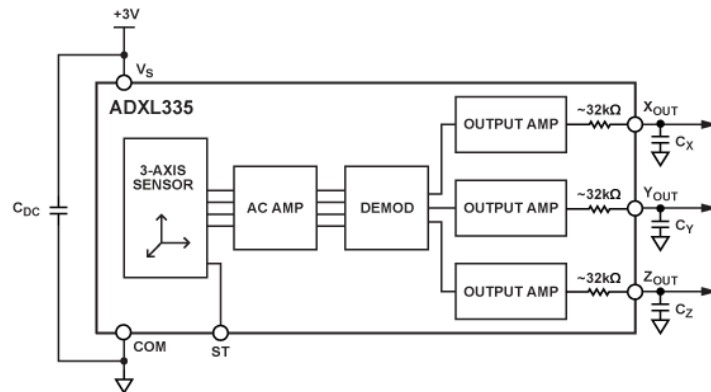 +3V
VS
ADXL335
3-AXIS
SENSOR
AC AMP
DEMOD
OUTPUT AMP
~32kΩ
XOUT
CX
OUTPUT AMP
~32kΩ
YOUT
CY
OUTPUT AMP
~32kΩ
ZOUT
CZ
CDC
COM
ST